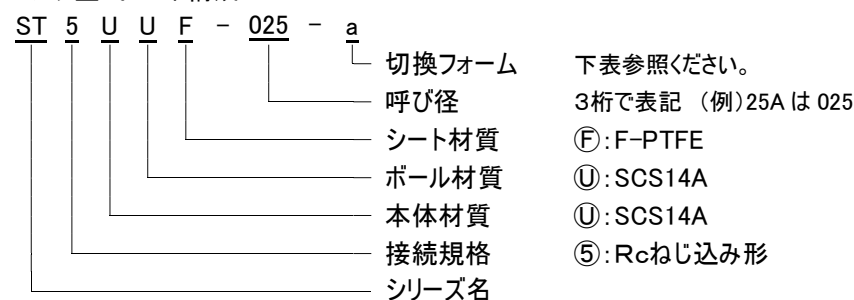 ST 5 U U F - 025 - a
切換フォーム 下表参照ください。
呼び径 3桁で表記 (例)25A は 025
シート材質 Ⓕ:F-PTFE
ボール材質 Ⓤ:SCS14A
本体材質 Ⓤ:SCS14A
接続規格 ⑤:Rcねじ込み形
シリーズ名